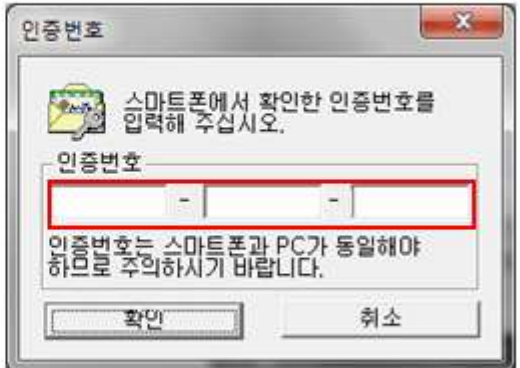 인증번호
스마트폰에서 확인한 인증번호를
입력해 주십시오.
인증번호
- -
인증번호는 스마트폰과 PC가 동일해야
하므로 주의하시기 바랍니다.
확인 취소